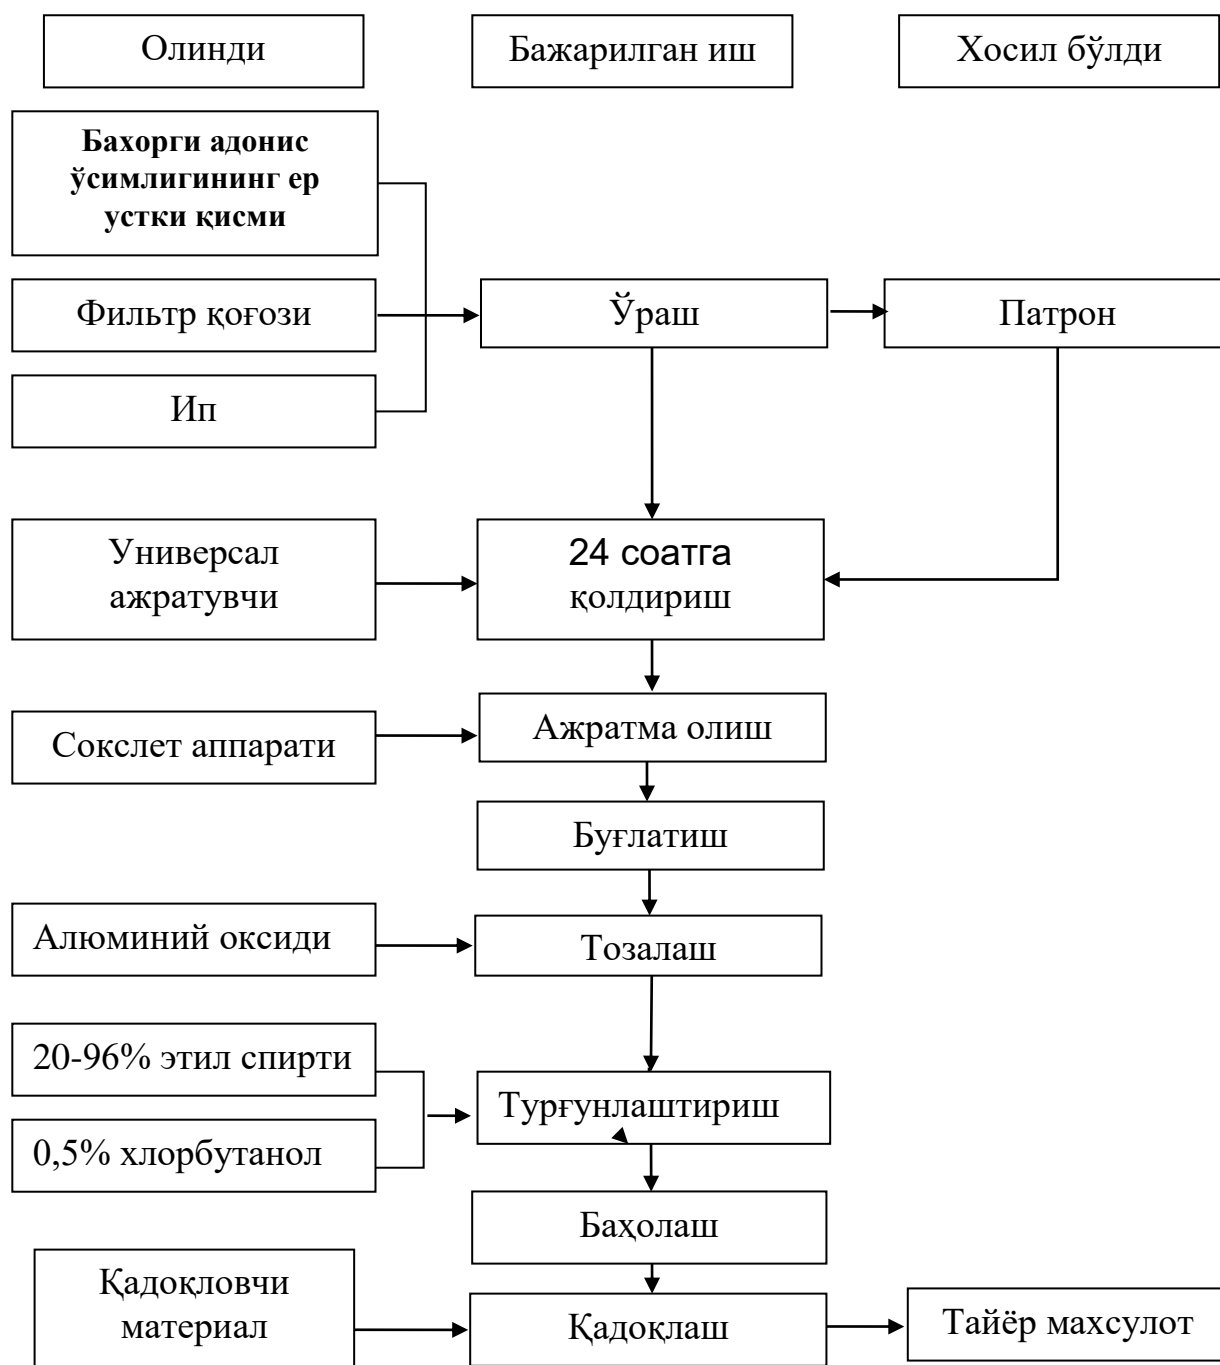 Олинди
Бажарилган иш
Хосил бўлди
Бахорги адонис
ўсимлигининг ер
устки қисми
Фильтр қоғози
Ўраш
Патрон
Ип
Универсал
ажратувчи
24 соатга
қолдириш
Сокслет аппарати
Ажратма олиш
Буғлатиш
Алюминий оксиди
Тозалаш
20-96% этил спирти
Турғунлаштириш
0,5% хлорбутанол
Баҳолаш
Қадоқловчи
материал
Қадоқлаш
Тайёр махсулот